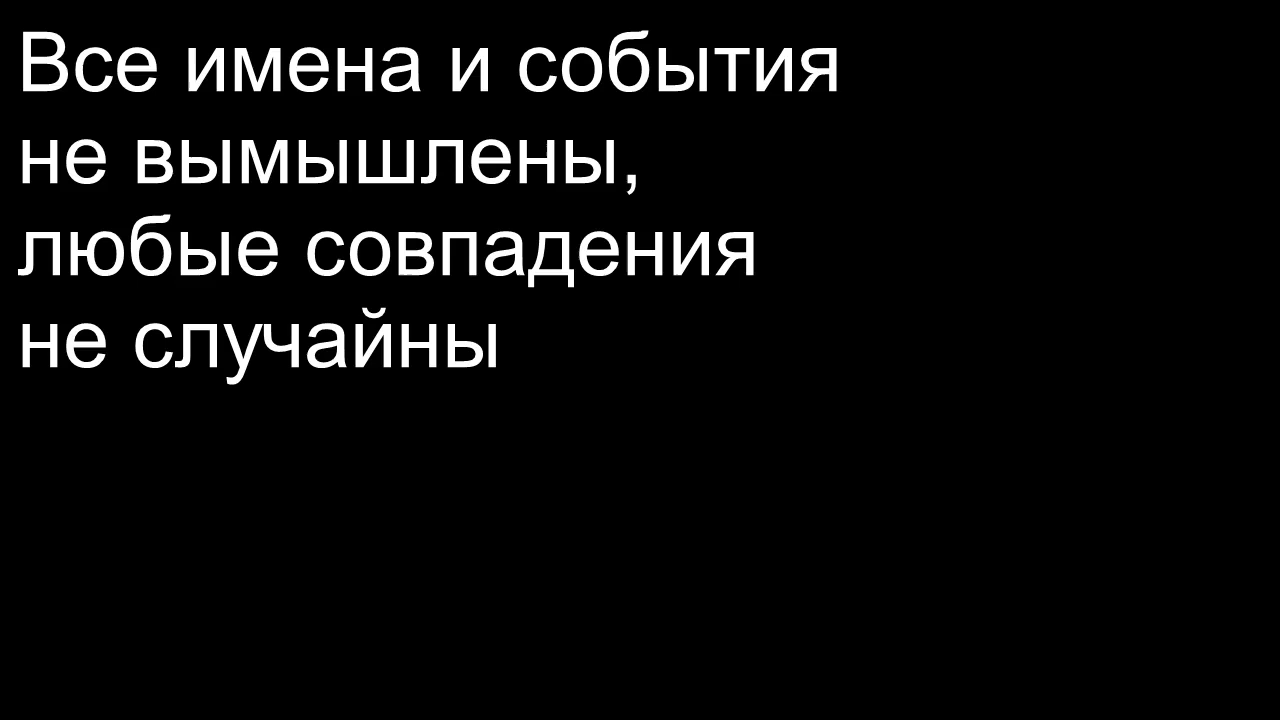 Все имена и события
не вымышлены,
любые совпадения
не случайны